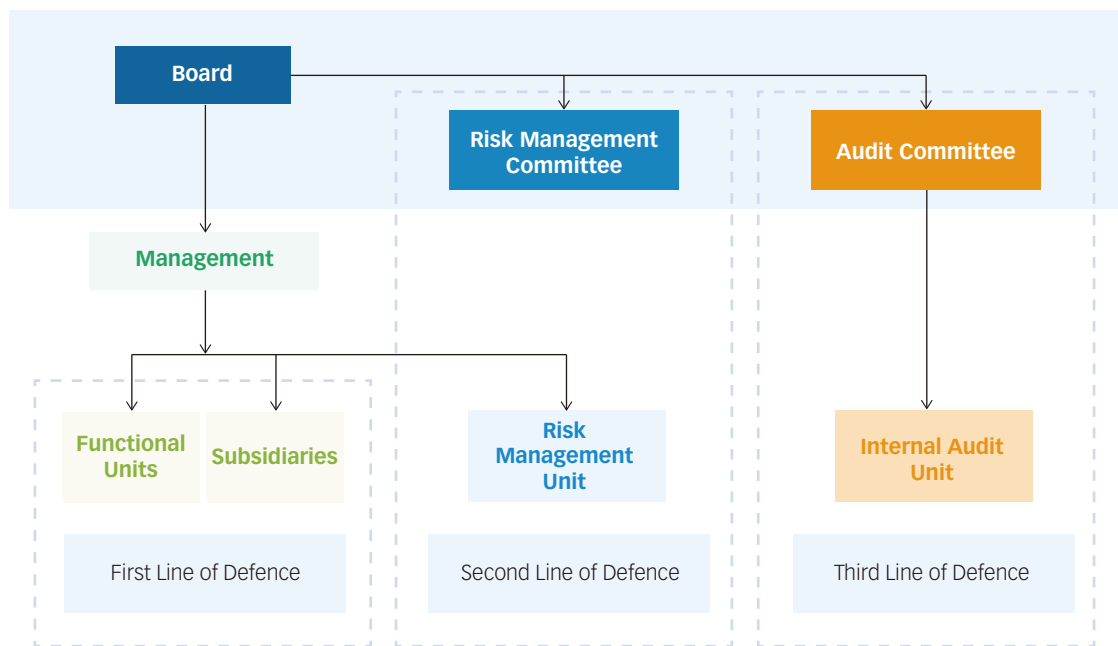 Board
Risk Management
Committee
Audit Committee
Management
Functional
Units
Subsidiaries
Risk
Management
Unit
Internal Audit
Unit
First Line of Defence
Second Line of Defence
Third Line of Defence